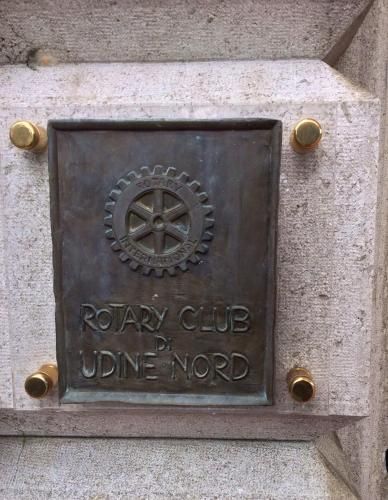 ROTARY
INTERNATIONAL
ROTARY CLUB
DI
UDINE NORD